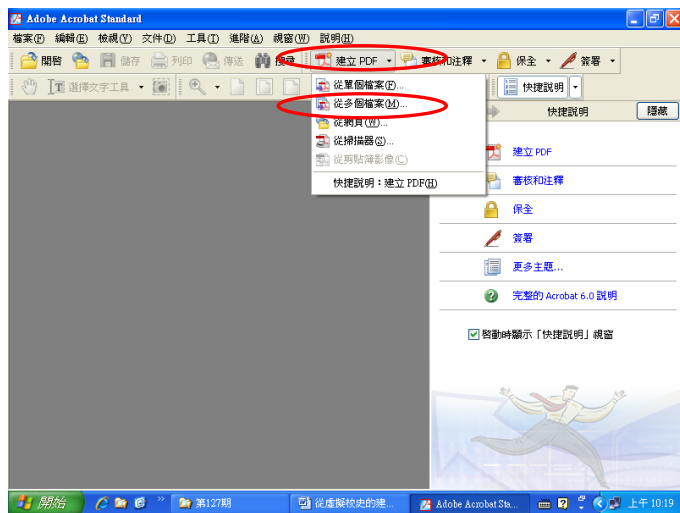 Adobe Acrobat Standard
檔案(F) 編輯(E) 檢視(V) 文件(D) 工具(T) 進階(A) 視窗(W) 說明(H)
開啓 儲存 列印 傳送 搜尋 建立 PDF 審核和注釋 保全 簽署
選擇文字工具 快捷說明
從單個檔案(F)...
從多個檔案(M)...
從網頁(W)...
從掃描器(S)...
從剪貼簿影像(C)
快捷說明：建立 PDF(H)
快捷說明 隱藏
建立 PDF
審核和注釋
保全
簽署
更多主題...
完整的 Acrobat 6.0 說明
啓動時顯示「快捷說明」視窗
開始 第127期 從虛擬校史的建... Adobe Acrobat Sta... 上午 10:19